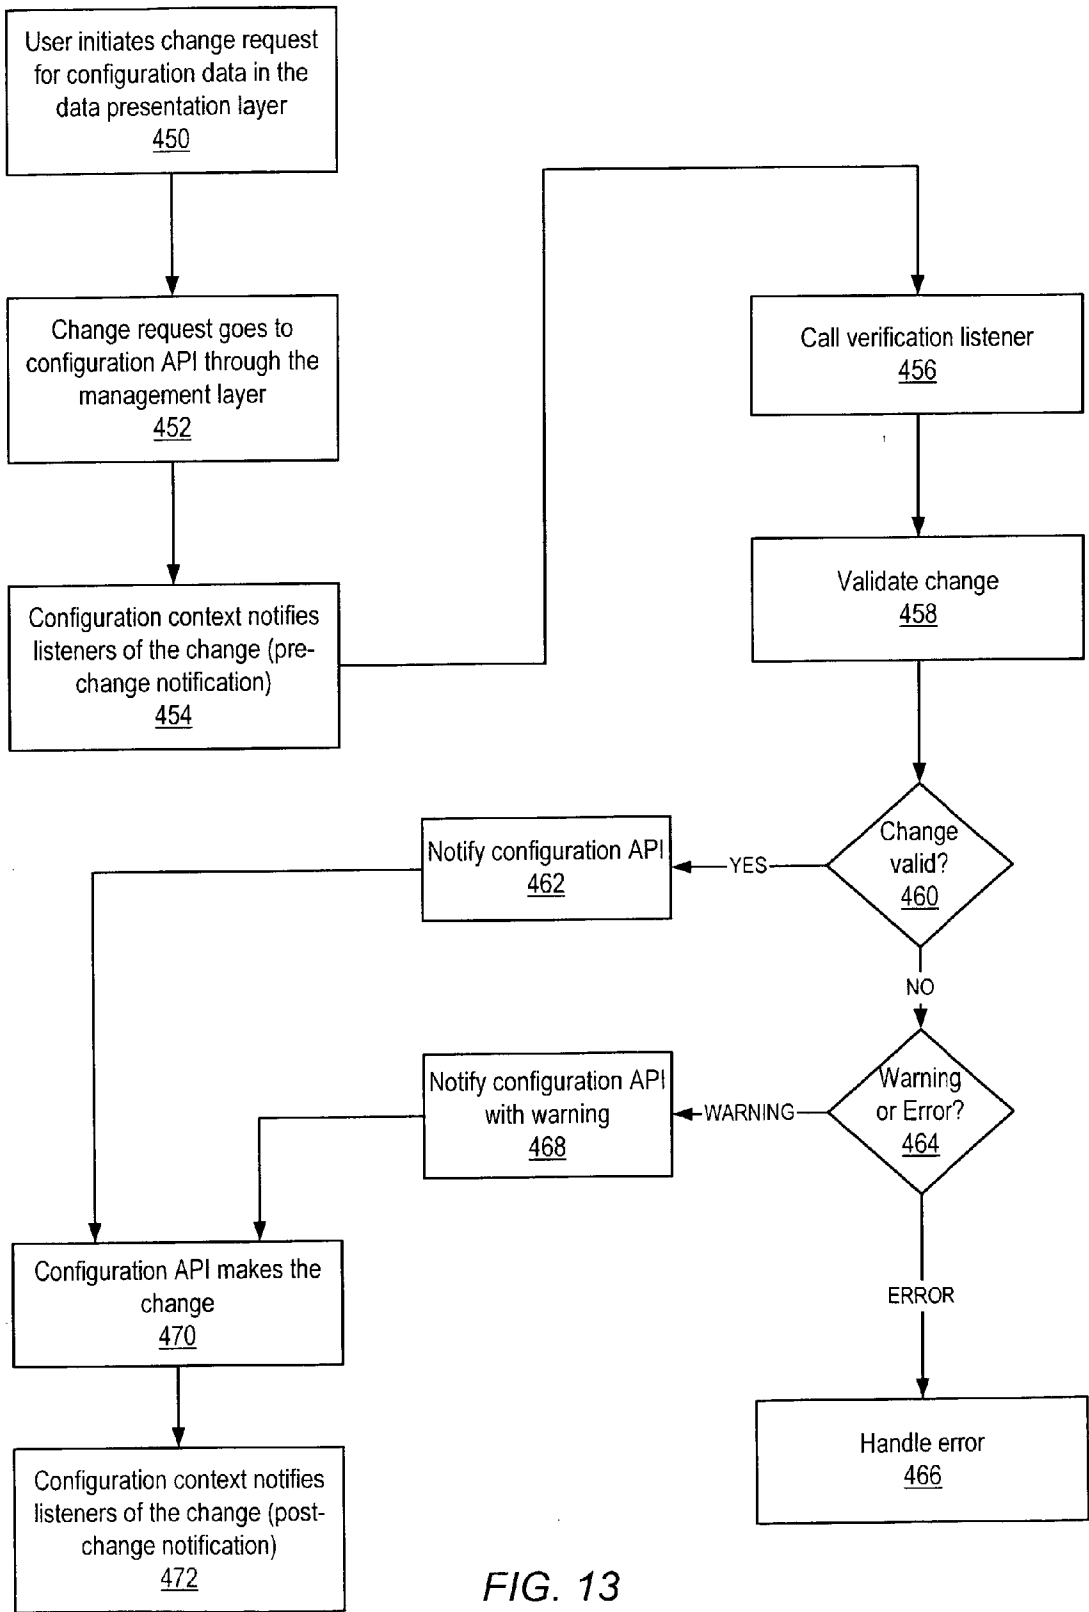 User initiates change request
for configuration data in the
data presentation layer
450
Change request goes to
configuration API through the
management layer
452
Configuration context notifies
listeners of the change (pre-
change notification)
454
Call verification listener
456
Validate change
458
Change
valid?
460
YES
Notify configuration API
462
NO
Warning
or Error?
464
WARNING
Notify configuration API
with warning
468
ERROR
Configuration API makes the
change
470
Handle error
466
Configuration context notifies
listeners of the change (post-
change notification)
472
FIG. 13